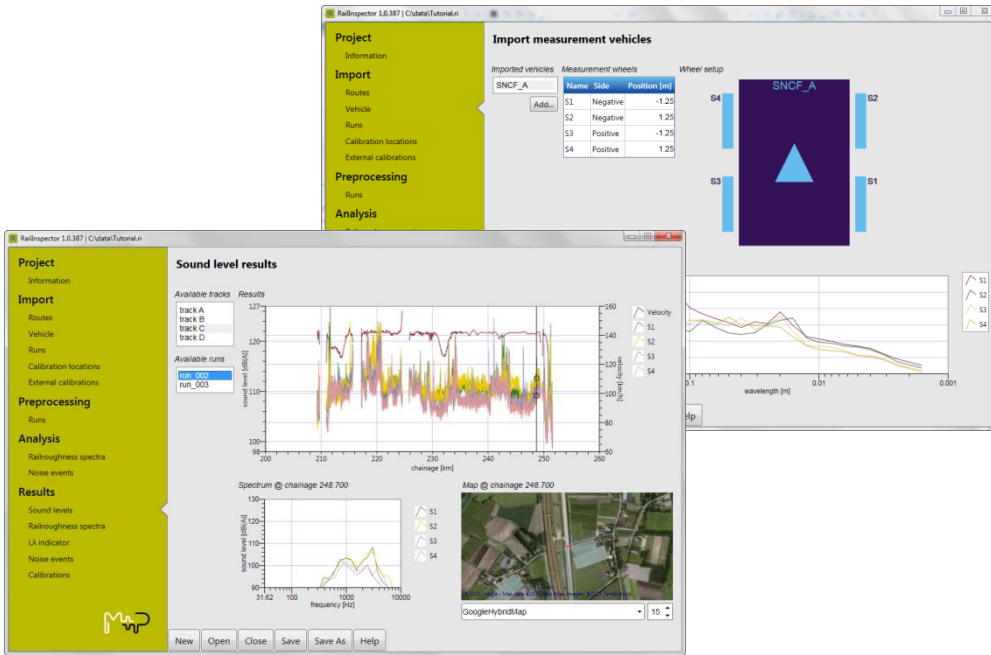 RailInspector 1.0.387 | C:\data\Tutorial.ri
Project
Information
Import
Routes
Vehicle
Runs
Calibration locations
External calibrations
Preprocessing
Runs
Analysis
Import measurement vehicles
Imported vehicles
SNCF_A
Add...
Measurement wheels
Name Side Position [m]
S1 Negative -1.25
S2 Negative 1.25
S3 Positive -1.25
S4 Positive 1.25
Wheel setup
SNCF_A
S4
S2
S3
S1
S1
S2
S3
S4
0.01
0.001
wavelength [m]
RailInspector 1.0.387 | C:\data\Tutorial.ri
Project
Information
Import
Routes
Vehicle
Runs
Calibration locations
External calibrations
Preprocessing
Runs
Analysis
Railroughness spectra
Noise events
Results
Sound levels
Railroughness spectra
Lλ indicator
Noise events
Calibrations
M+P
Sound level results
Available tracks
track A
track B
track C
track D
Available runs
run_002
run_003
Results
127
120
110
100
98
sound level [dB(A)]
200 210 220 230 240 250 260
chainage [km]
160
140
120
100
80
60
velocity [km/h]
Velocity
S1
S2
S3
S4
Spectrum @ chainage 248.700
130
120
110
100
90
sound level [dB(A)]
31.62 100 1000 10000
frequency [Hz]
S1
S2
S3
S4
Map @ chainage 248.700
GoogleHybridMap
15
New Open Close Save Save As Help